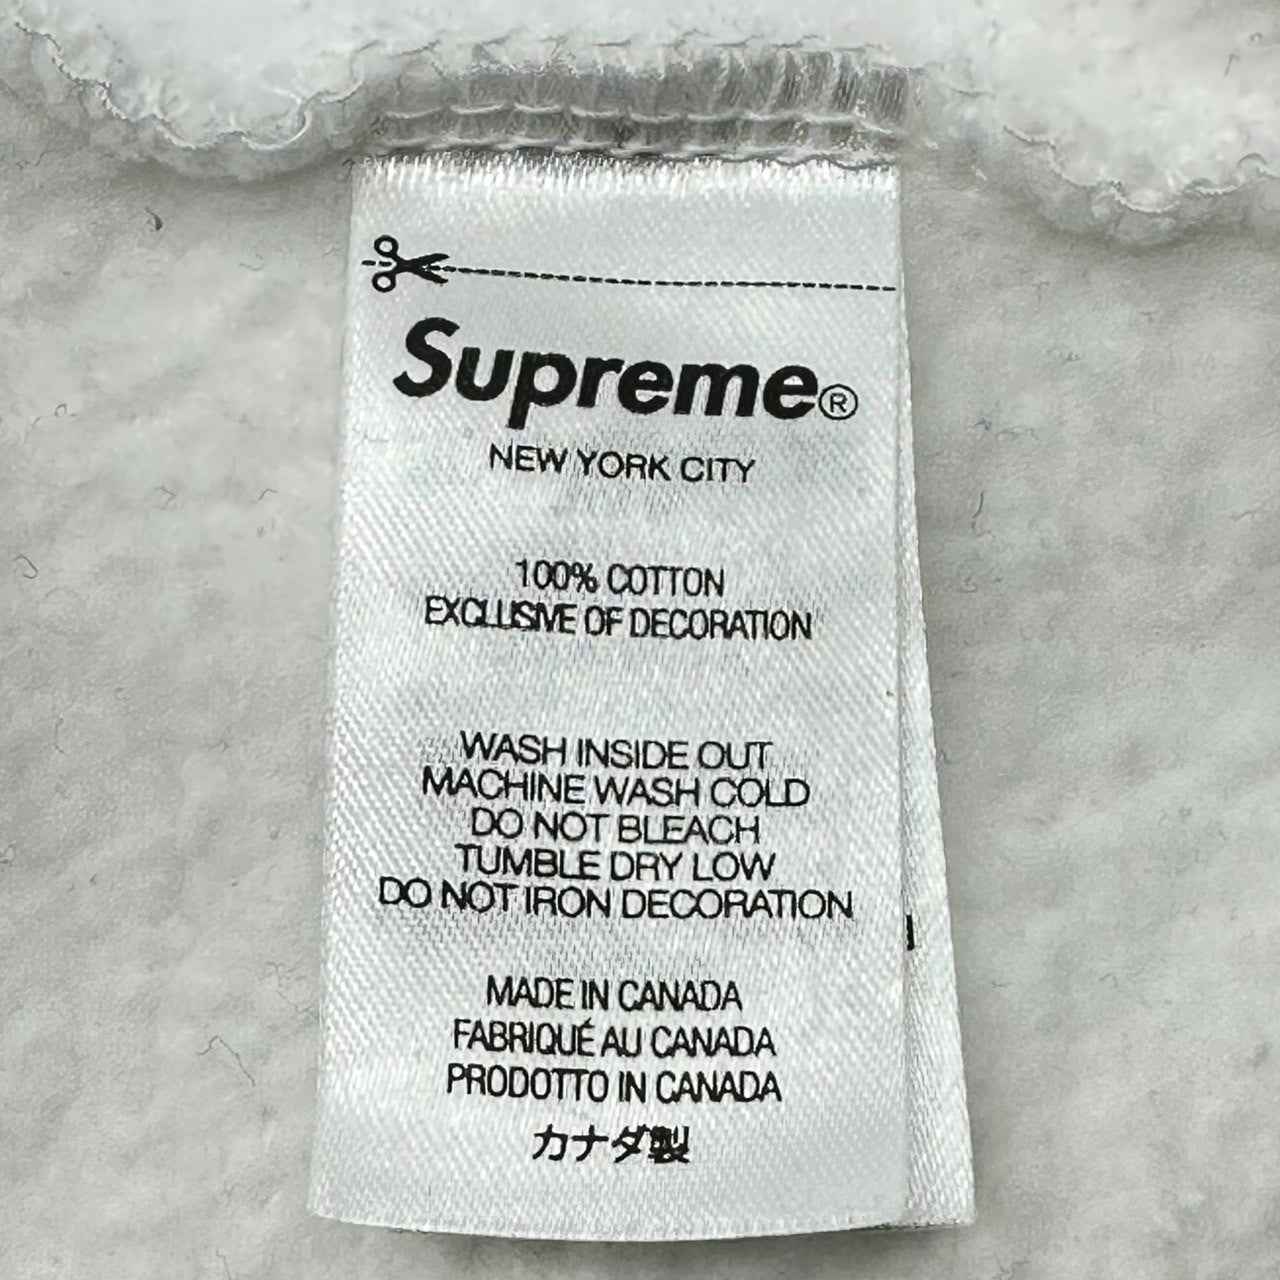 Supreme®
NEW YORK CITY
100% COTTON
EXCLUSIVE OF DECORATION
WASH INSIDE OUT
MACHINE WASH COLD
DO NOT BLEACH
TUMBLE DRY LOW
DO NOT IRON DECORATION
MADE IN CANADA
FABRIQUÉ AU CANADA
PRODOTTO IN CANADA
カナダ製